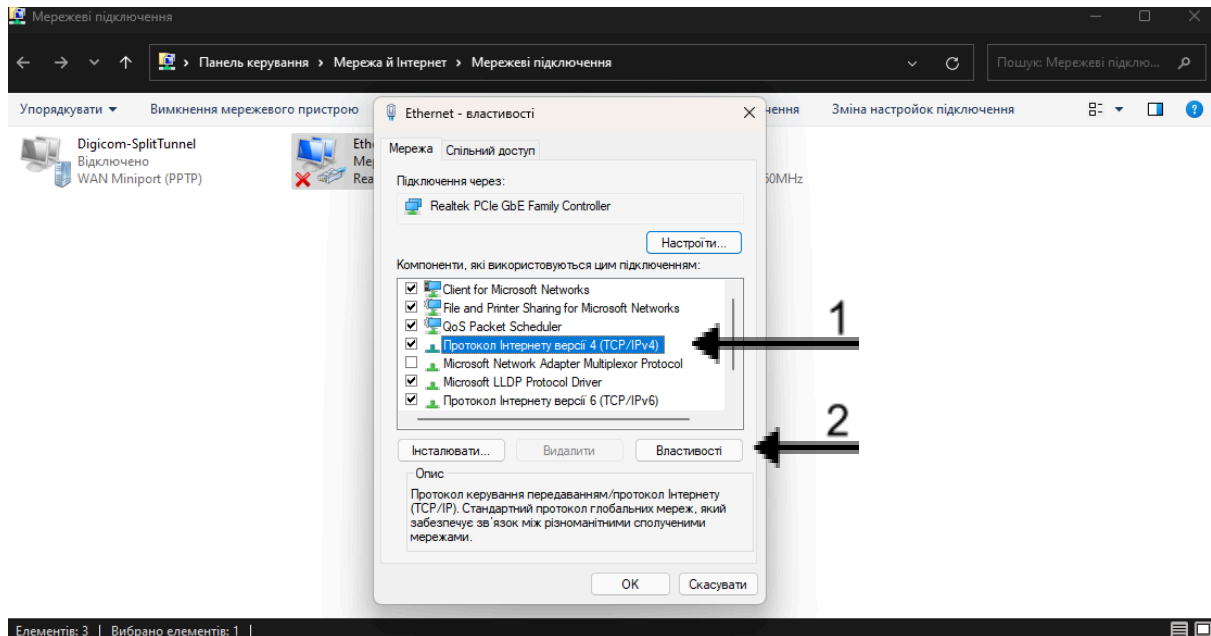 Мережеві підключення
Панель керування › Мережа й Інтернет › Мережеві підключення
Пошук: Мережеві підклю...
Упорядкувати
Вимкнення мережевого пристрою
чення
Зміна настройок підключення
Digicom-SplitTunnel
Відключено
WAN Miniport (PPTP)
Eth
Ме
Rea
60MHz
Ethernet - властивості
Мережа
Спільний доступ
Підключення через:
Realtek PCIe GbE Family Controller
Настроїти...
Компоненти, які використовуються цим підключенням:
Client for Microsoft Networks
File and Printer Sharing for Microsoft Networks
QoS Packet Scheduler
Протокол Інтернету версії 4 (TCP/IPv4)
Microsoft Network Adapter Multiplexor Protocol
Microsoft LLDP Protocol Driver
Протокол Інтернету версії 6 (TCP/IPv6)
1
2
Інсталювати...
Видалити
Властивості
Опис
Протокол керування передаванням/протокол Інтернету
(TCP/IP). Стандартний протокол глобальних мереж, який
забезпечує зв'язок між різноманітними сполученими
мережами.
OK
Скасувати
Елементів: 3 | Вибрано елементів: 1 |